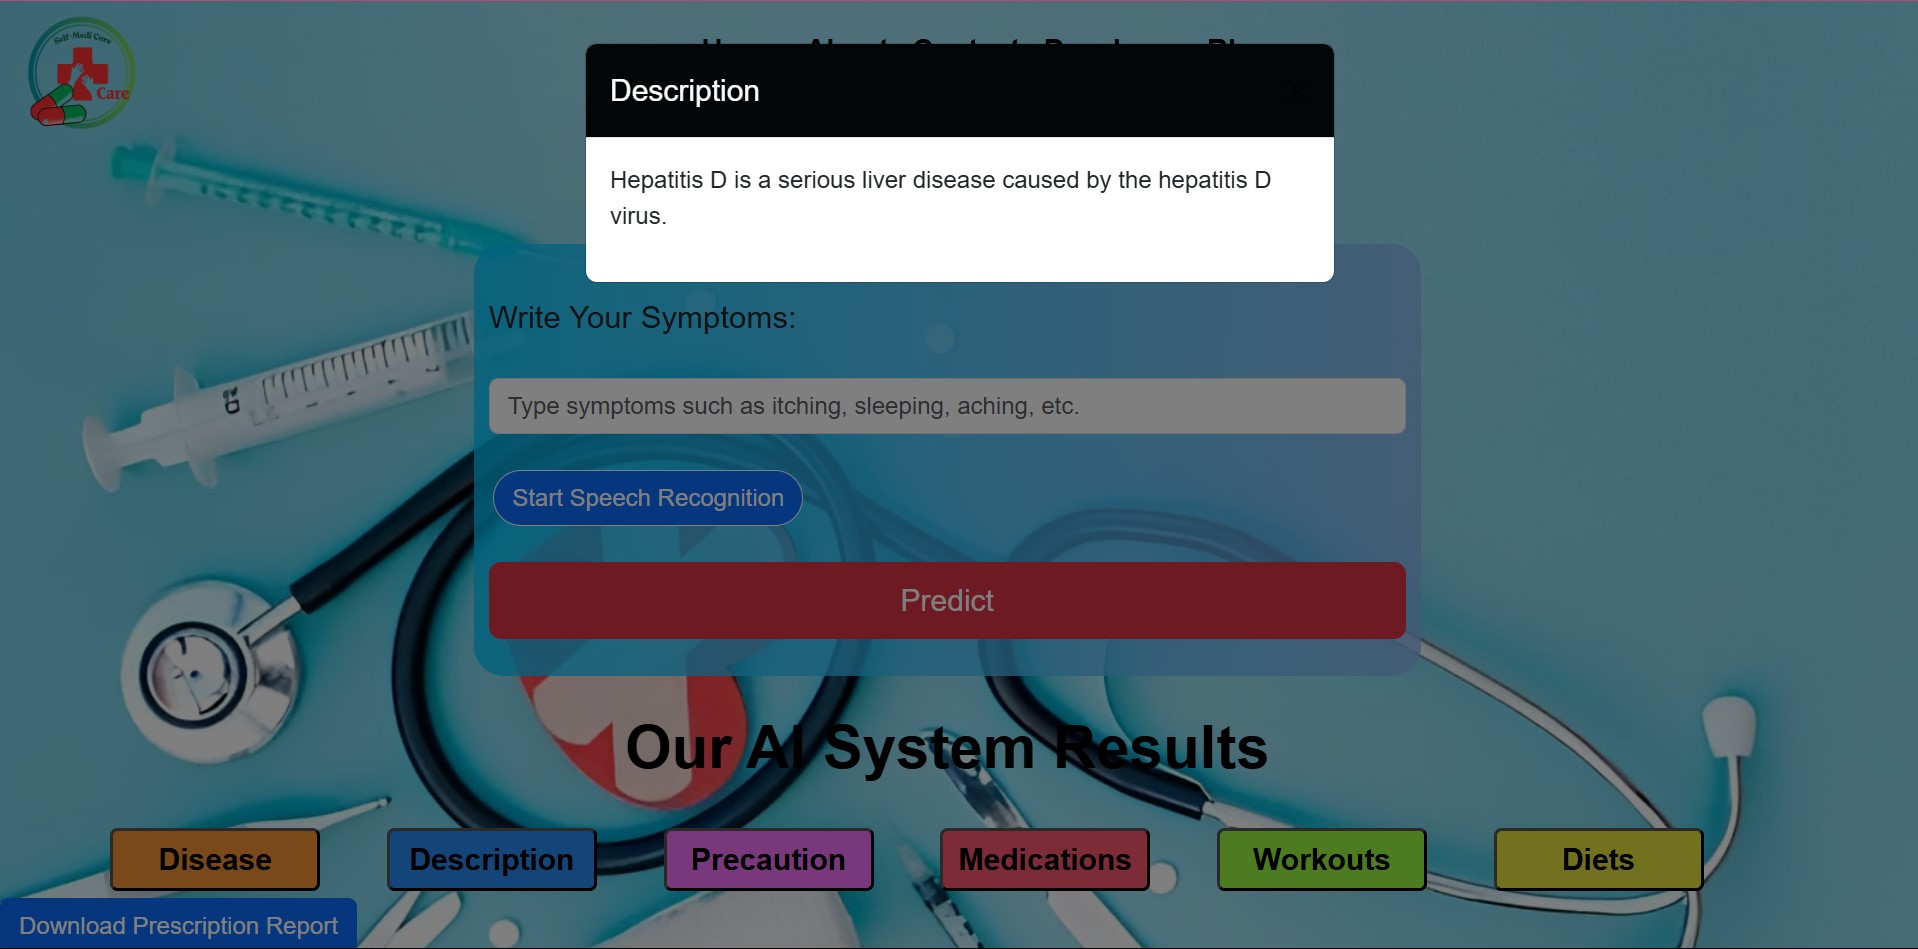 Self-Medi Care
Care
Description
Hepatitis D is a serious liver disease caused by the hepatitis D
virus.
Write Your Symptoms:
Type symptoms such as itching, sleeping, aching, etc.
Start Speech Recognition
Predict
Our AI System Results
Disease
Description
Precaution
Medications
Workouts
Diets
Download Prescription Report